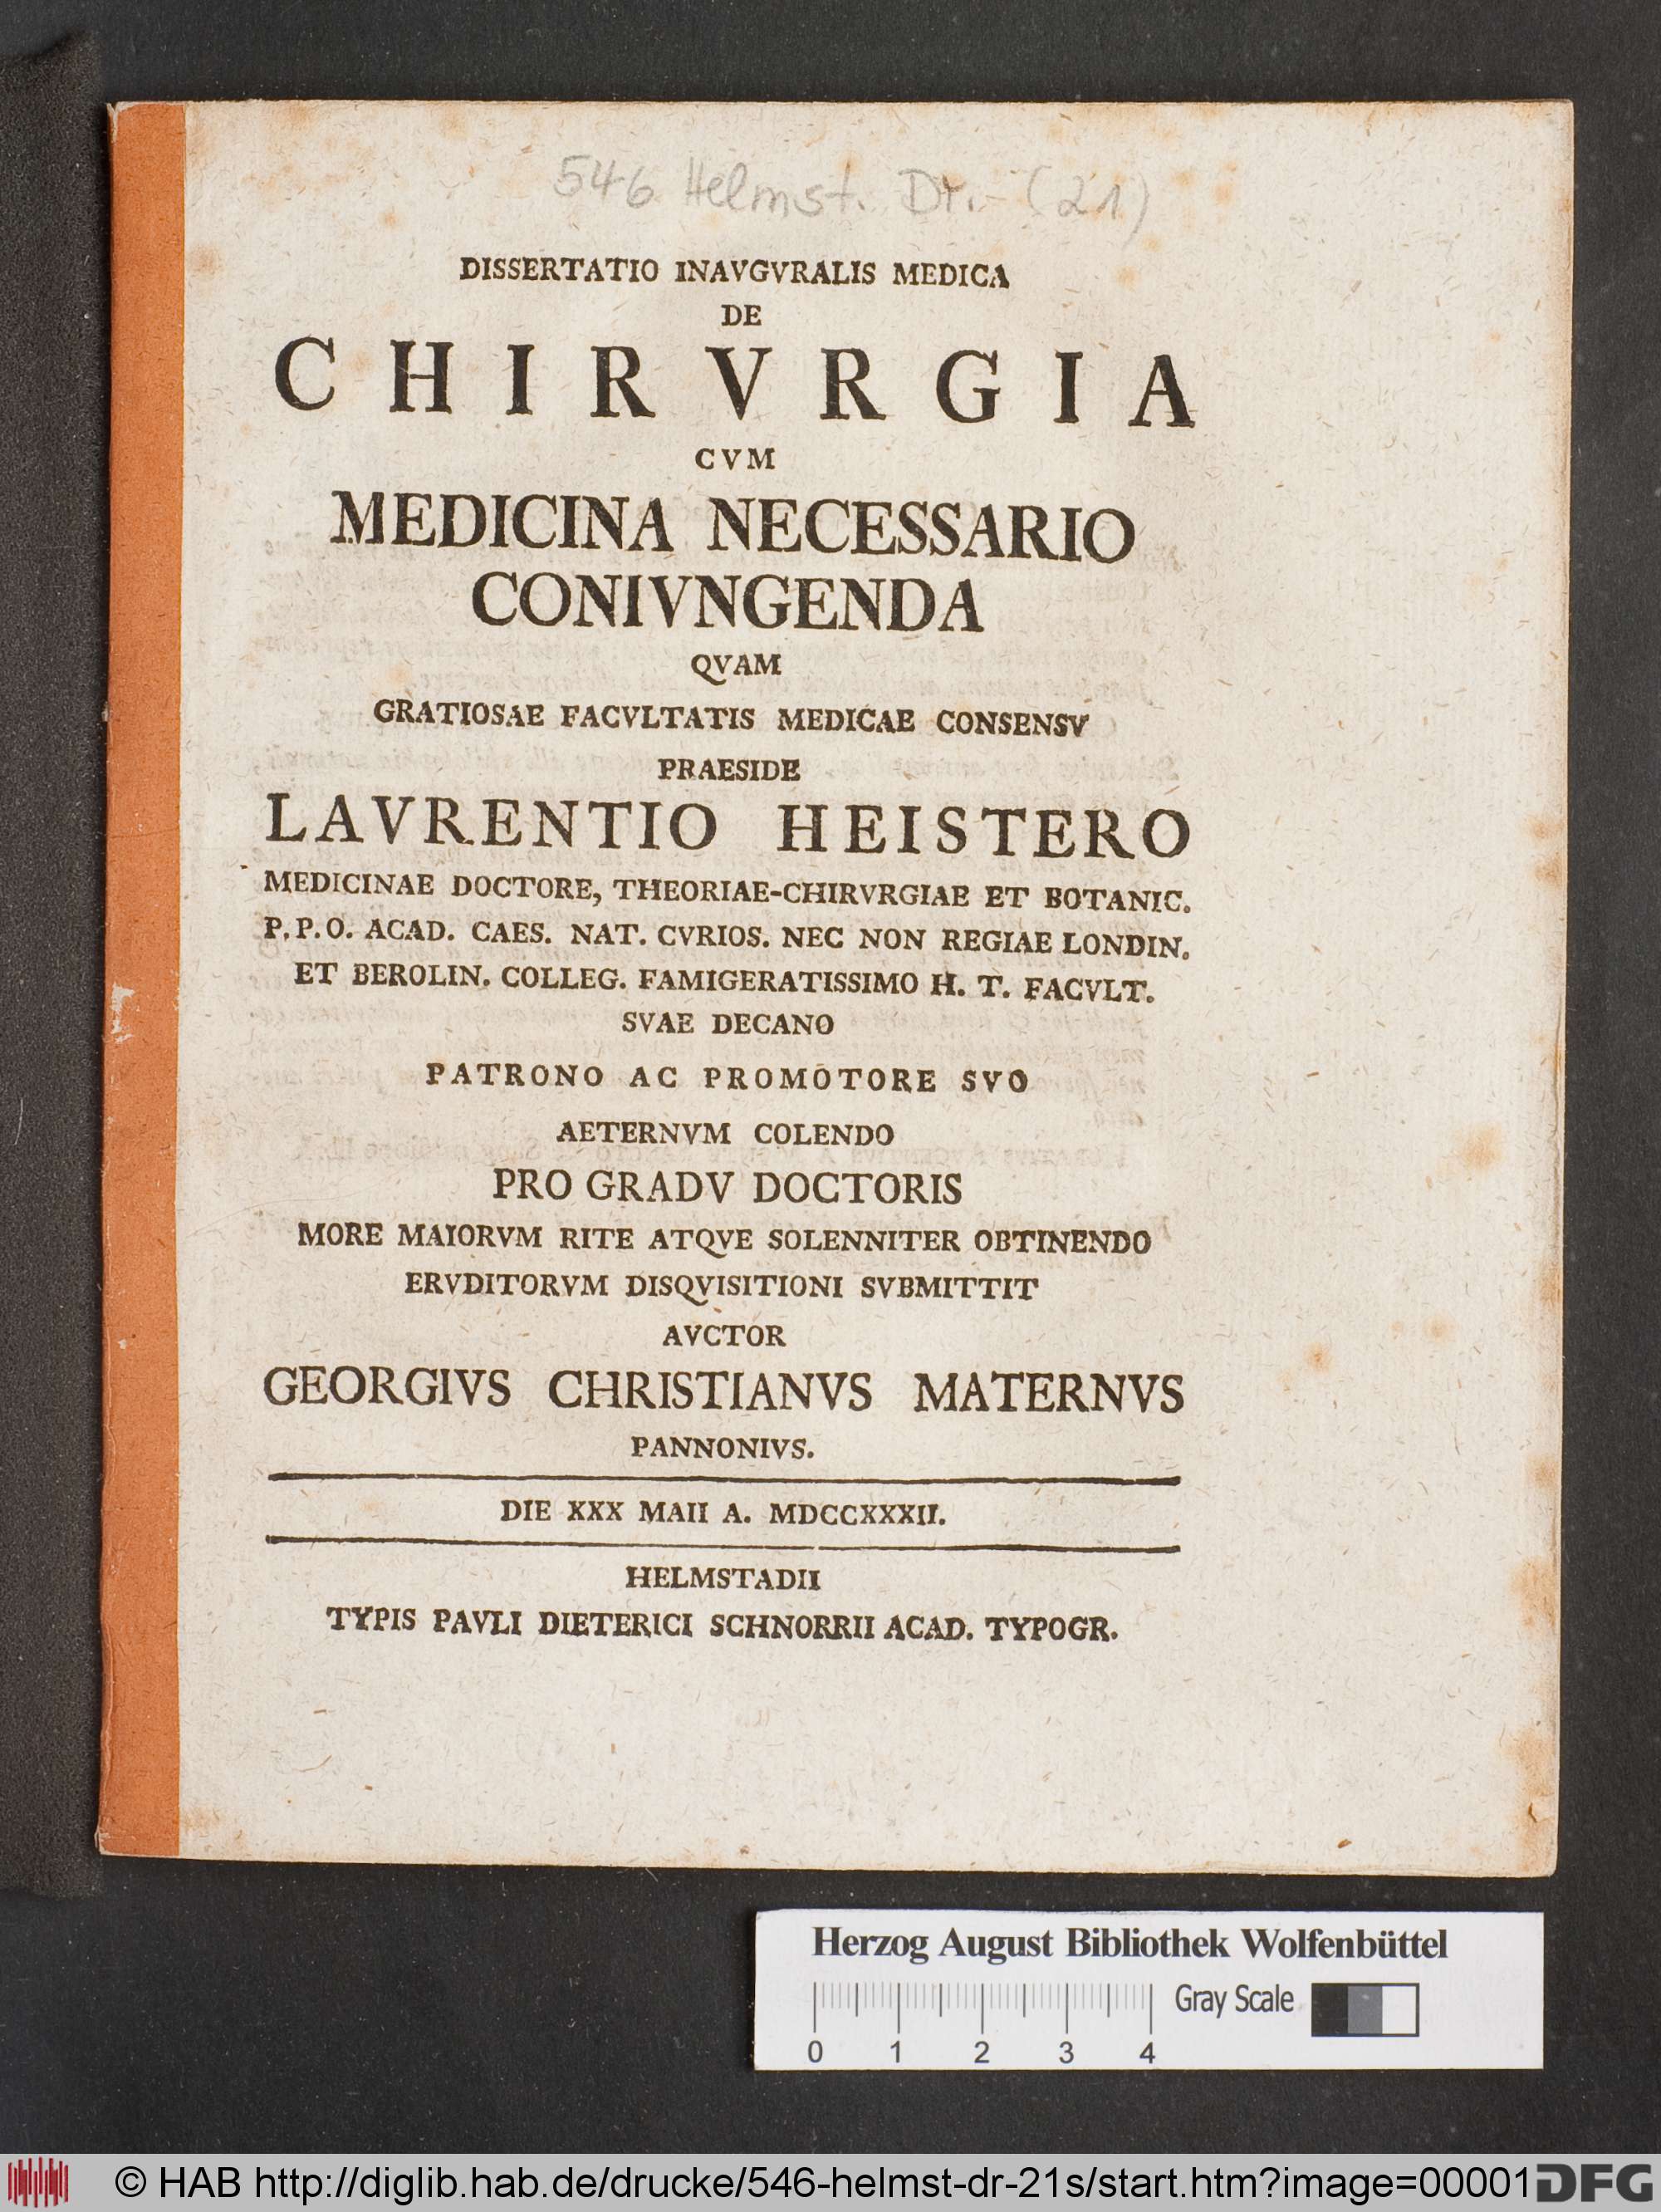 546 Helmst. Dr. (21)
DISSERTATIO INAVGVRALIS MEDICA
DE
CHIRVRGIA
CVM
MEDICINA NECESSARIO
CONIVNGENDA
QVAM
GRATIOSAE FACVLTATIS MEDICAE CONSENSV
PRAESIDE
LAVRENTIO HEISTERO
MEDICINAE DOCTORE, THEORIAE-CHIRVRGIAE ET BOTANIC.
P. P. O. ACAD. CAES. NAT. CVRIOS. NEC NON REGIAE LONDIN.
ET BEROLIN. COLLEG. FAMIGERATISSIMO H. T. FACVLT.
SVAE DECANO
PATRONO AC PROMOTORE SVO
AETERNVM COLENDO
PRO GRADV DOCTORIS
MORE MAIORVM RITE ATQVE SOLENNITER OBTINENDO
ERVDITORVM DISQVISITIONI SVBMITTIT
AVCTOR
GEORGIVS CHRISTIANVS MATERNVS
PANNONIVS.
DIE XXX MAII A. MDCCXXXII.
HELMSTADII
TYPIS PAVLI DIETERICI SCHNORRII ACAD. TYPOGR.
Herzog August Bibliothek Wolfenbüttel
Gray Scale
0 1 2 3 4
© HAB http://diglib.hab.de/drucke/546-helmst-dr-21s/start.htm?image=00001
DFG